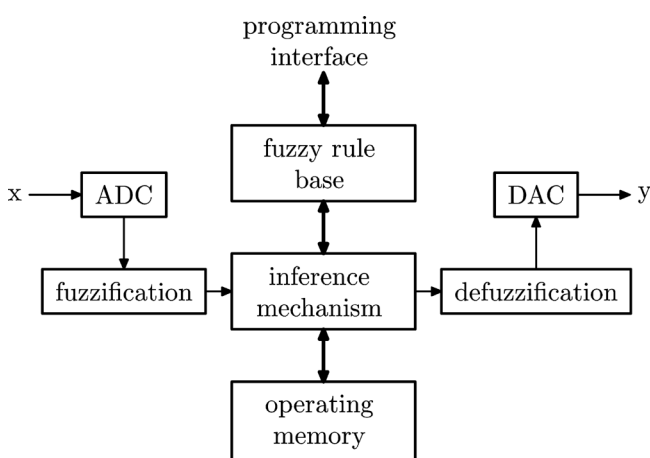 programming
interface
fuzzy rule
base
x
ADC
DAC
y
fuzzification
inference
mechanism
defuzzification
operating
memory